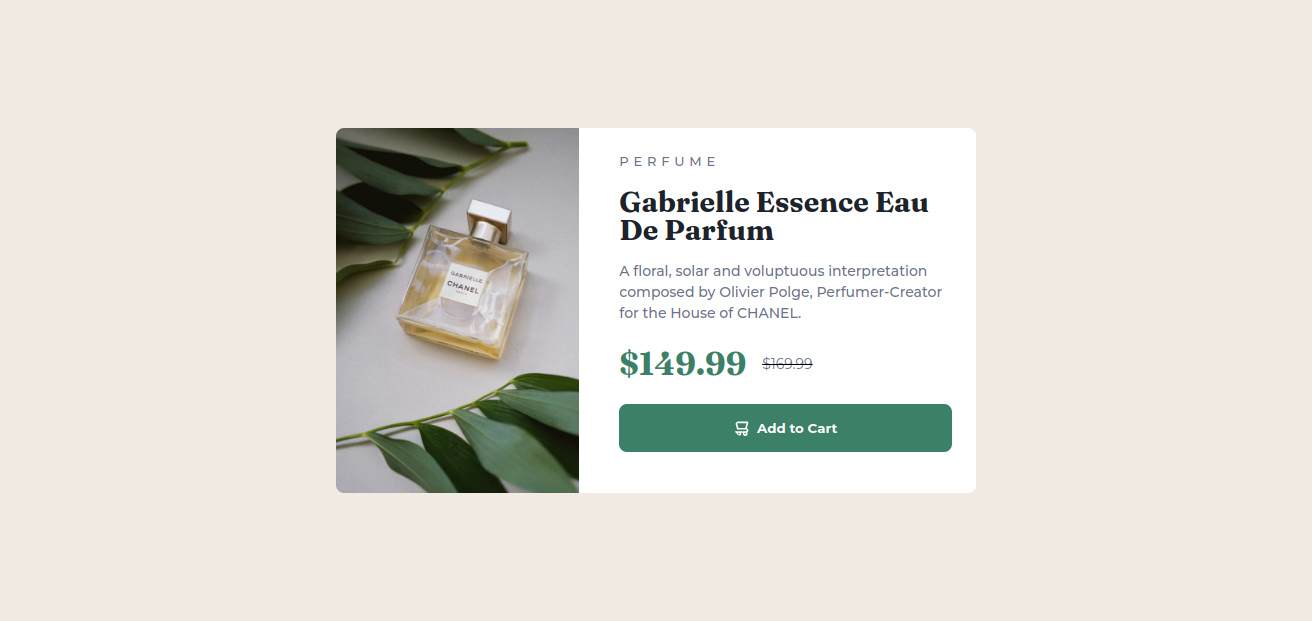 PERFUME
Gabrielle Essence Eau
De Parfum
A floral, solar and voluptuous interpretation
composed by Olivier Polge, Perfumer-Creator
for the House of CHANEL.
$149.99 $169.99
Add to Cart
GABRIELLE
CHANEL